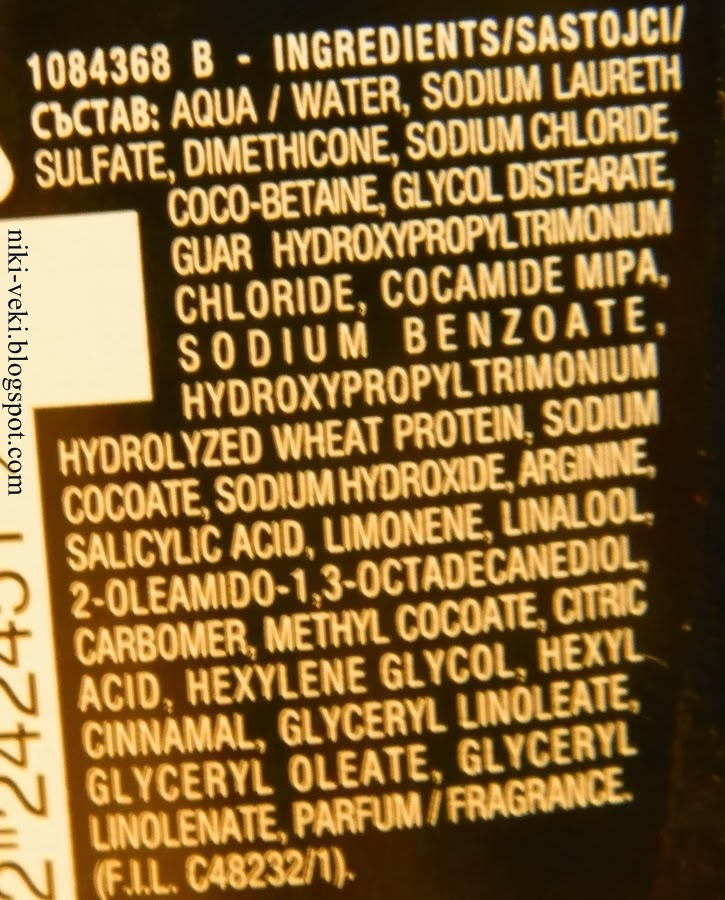 1084368 B - INGREDIENTS/SASTOJCI/
СЪСТАВ: AQUA / WATER, SODIUM LAURETH
SULFATE, DIMETHICONE, SODIUM CHLORIDE,
COCO-BETAINE, GLYCOL DISTEARATE,
GUAR HYDROXYPROPYLTRIMONIUM
CHLORIDE, COCAMIDE MIPA,
SODIUM BENZOATE,
HYDROXYPROPYLTRIMONIUM
HYDROLYZED WHEAT PROTEIN, SODIUM
COCOATE, SODIUM HYDROXIDE, ARGININE,
SALICYLIC ACID, LIMONENE, LINALOOL,
2-OLEAMIDO-1,3-OCTADECANEDIOL,
CARBOMER, METHYL COCOATE, CITRIC
ACID, HEXYLENE GLYCOL, HEXYL
CINNAMAL, GLYCERYL LINOLEATE,
GLYCERYL OLEATE, GLYCERYL
LINOLENATE, PARFUM / FRAGRANCE.
(F.I.L. C48232/1).
niki-veki.blogspot.com